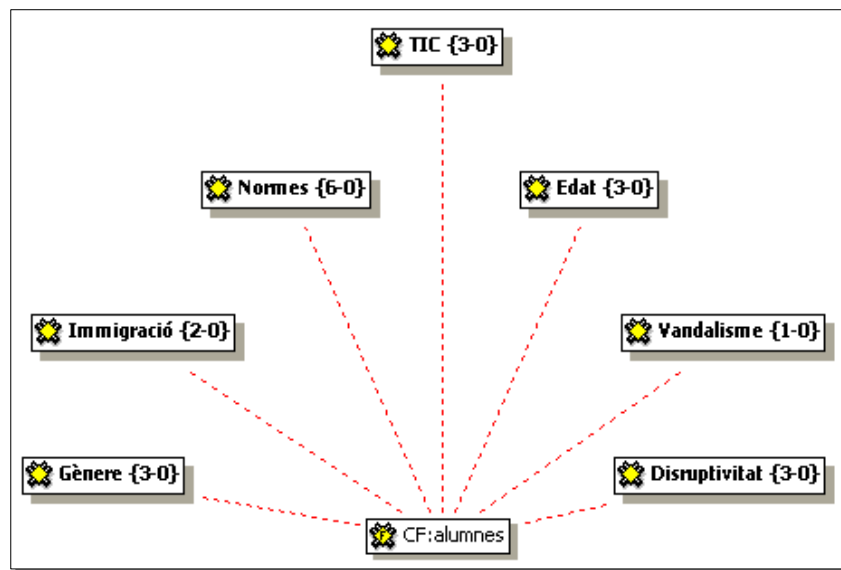 TIC {3-0}
Normes {6-0}
Edat {3-0}
Immigració {2-0}
Vandalisme {1-0}
Gènere {3-0}
Disruptivitat {3-0}
CF:alumnes